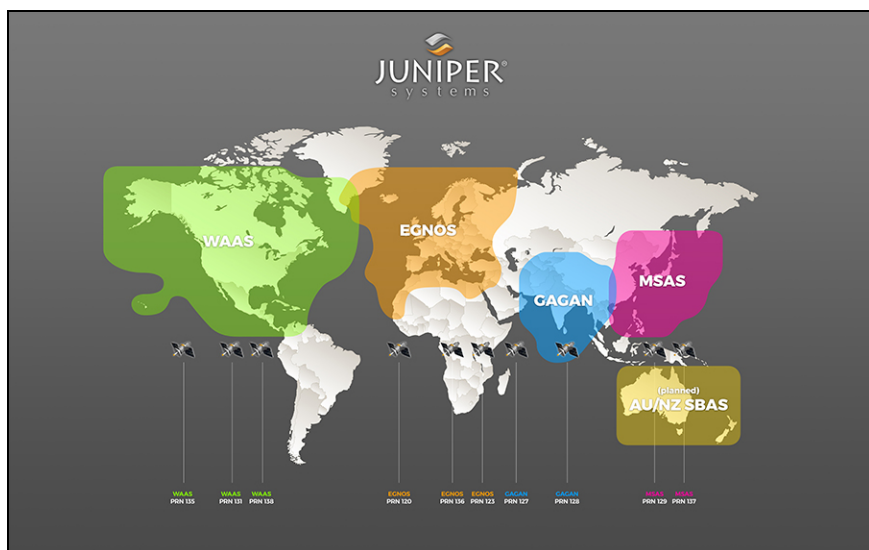 JUNIPER®
systems
WAAS
EGNOS
GAGAN
MSAS
(planned)
AU/NZ SBAS
WAAS
PRN 135
WAAS
PRN 131
WAAS
PRN 138
EGNOS
PRN 120
EGNOS
PRN 136
EGNOS
PRN 123
GAGAN
PRN 127
GAGAN
PRN 128
MSAS
PRN 129
MSAS
PRN 137